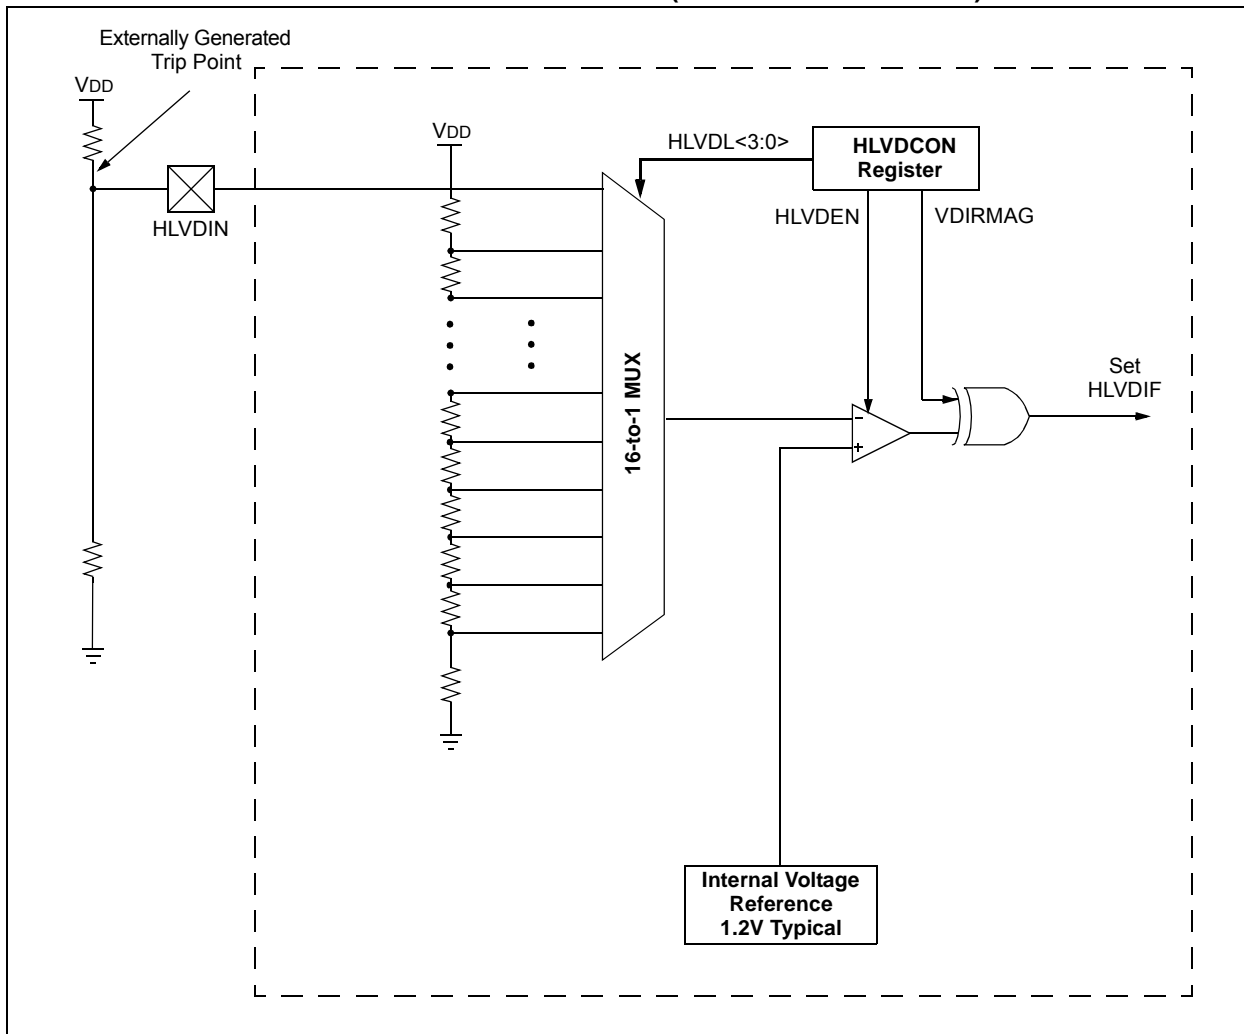 Externally Generated
Trip Point
VDD
VDD
HLVDIN
HLVDL<3:0>
HLVDCON
Register
HLVDEN
VDIRMAG
16-to-1 MUX
–
+
Set
HLVDIF
Internal Voltage
Reference
1.2V Typical